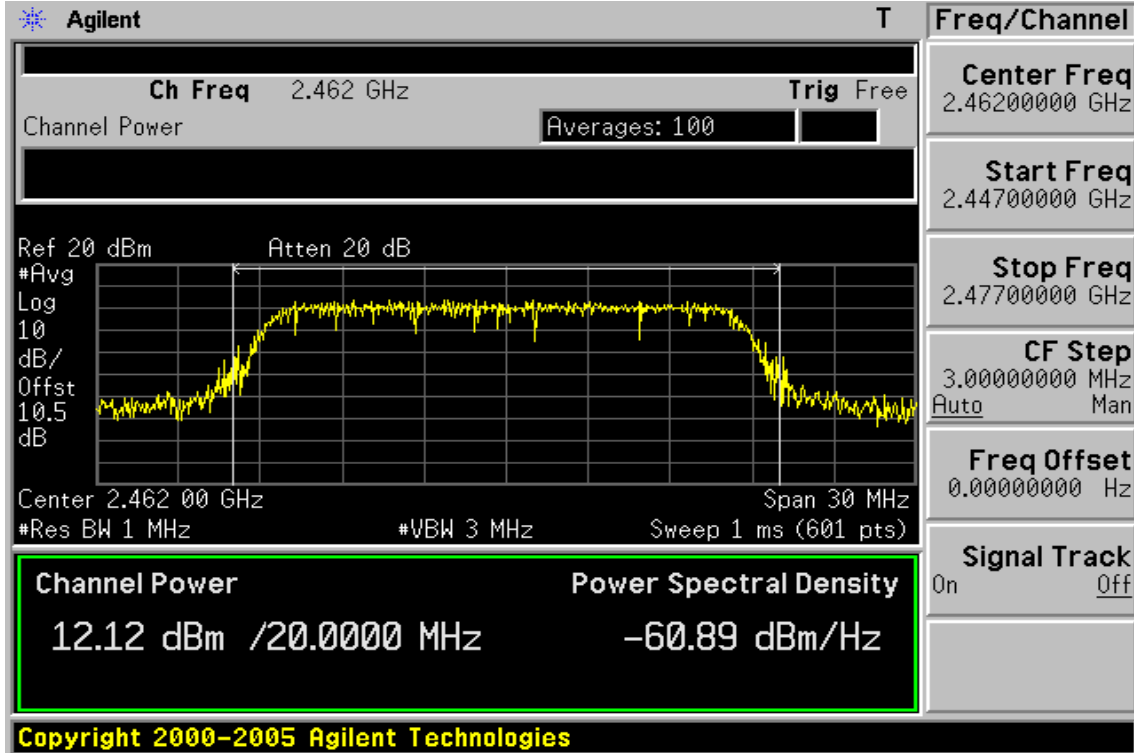 Agilent T
Ch Freq 2.462 GHz Trig Free
Channel Power Averages: 100
Ref 20 dBm Atten 20 dB
#Avg
Log
10
dB/
Offst
10.5
dB
Center 2.462 00 GHz Span 30 MHz
#Res BW 1 MHz #VBW 3 MHz Sweep 1 ms (601 pts)
Channel Power Power Spectral Density
12.12 dBm /20.0000 MHz -60.89 dBm/Hz
Copyright 2000-2005 Agilent Technologies
Freq/Channel
Center Freq
2.46200000 GHz
Start Freq
2.44700000 GHz
Stop Freq
2.47700000 GHz
CF Step
3.00000000 MHz
Auto Man
Freq Offset
0.00000000 Hz
Signal Track
On Off